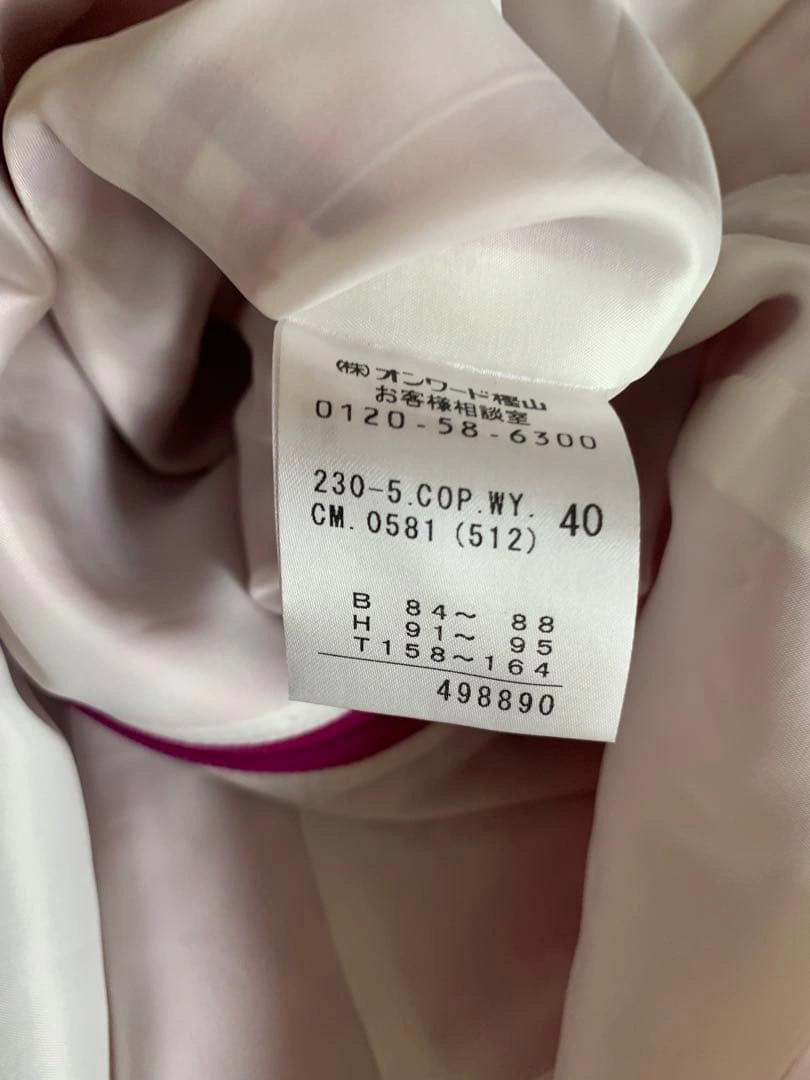 (株)オンワード樫山
お客様相談室
0120-58-6300
230-5.COP.WY. 40
CM.0581(512)
B 84〜 88
H 91〜 95
T158〜164
498890